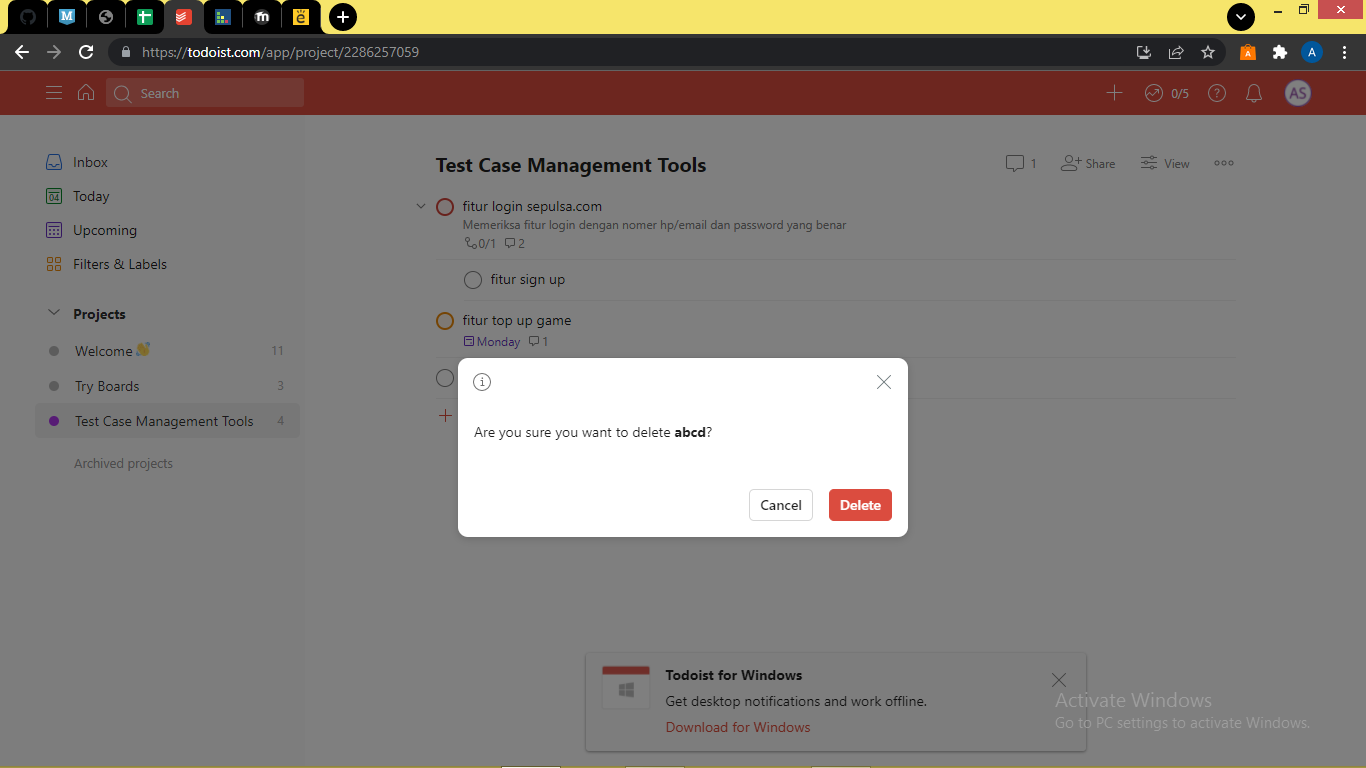 https://todoist.com/app/project/2286257059
A
Search
0/5
AS
Inbox
04
Today
Upcoming
Filters & Labels
Projects
Welcome 👋 11
Try Boards 3
Test Case Management Tools 4
Archived projects
Test Case Management Tools
1 Share View
fitur login sepulsa.com
Memeriksa fitur login dengan nomer hp/email dan password yang benar
0/1 2
fitur sign up
fitur top up game
Monday 1
Are you sure you want to delete abcd?
Cancel Delete
Todoist for Windows
Get desktop notifications and work offline.
Download for Windows
Activate Windows
Go to PC settings to activate Windows.